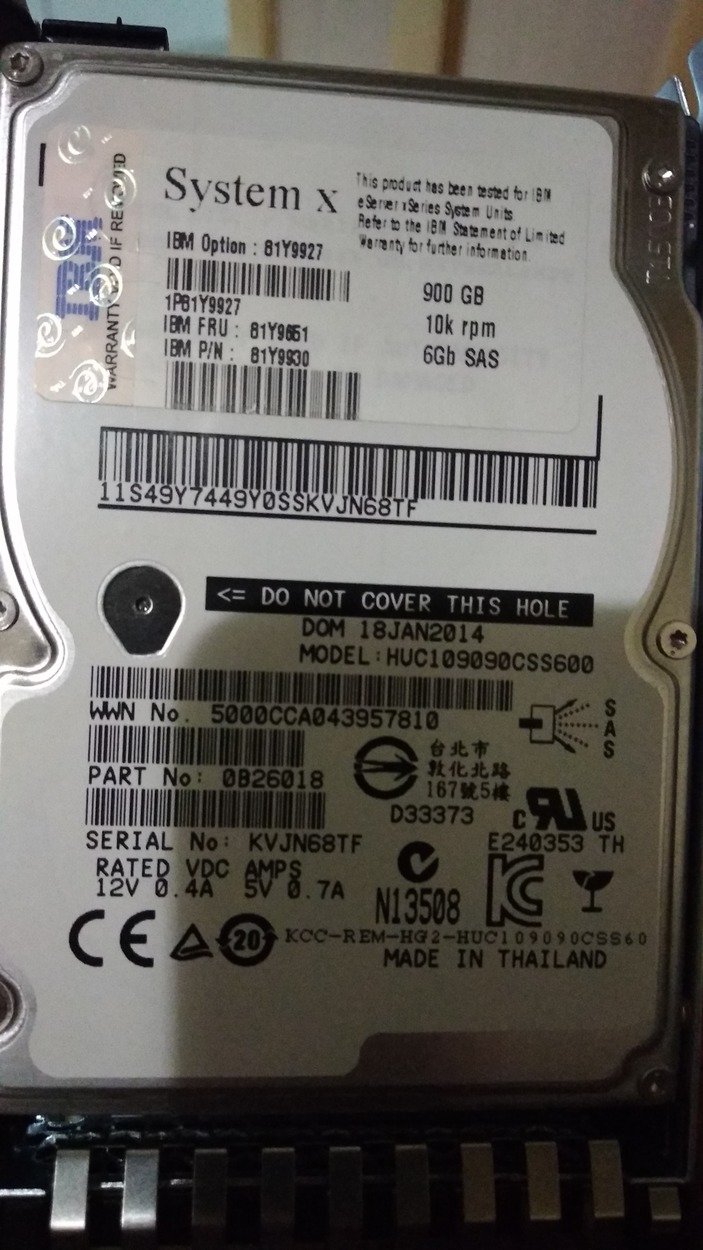 System x
This product has been tested for IBM
eServer xSeries System Units
Refer to the IBM Statement of Limited
Warranty for further information.
IBM
WARRANTY VOID IF REMOVED
IBM Option : 81Y9927
1P81Y9927
IBM FRU : 81Y9651
IBM P/N : 81Y9930
900 GB
10k rpm
6Gb SAS
11S49Y7449Y0SSKVJN68TF
<= DO NOT COVER THIS HOLE
DOM 18JAN2014
MODEL:HUC109090CSS600
WWN No. 5000CCA043957810
SAS
PART No: 0B26018
台北市
敦化北路
167號5樓
D33373
C RU US
E240353 TH
SERIAL No: KVJN68TF
RATED VDC AMPS
12V 0.4A 5V 0.7A
N13508
CE
20
KCC-REM-HG2-HUC109090CSS60
MADE IN THAILAND